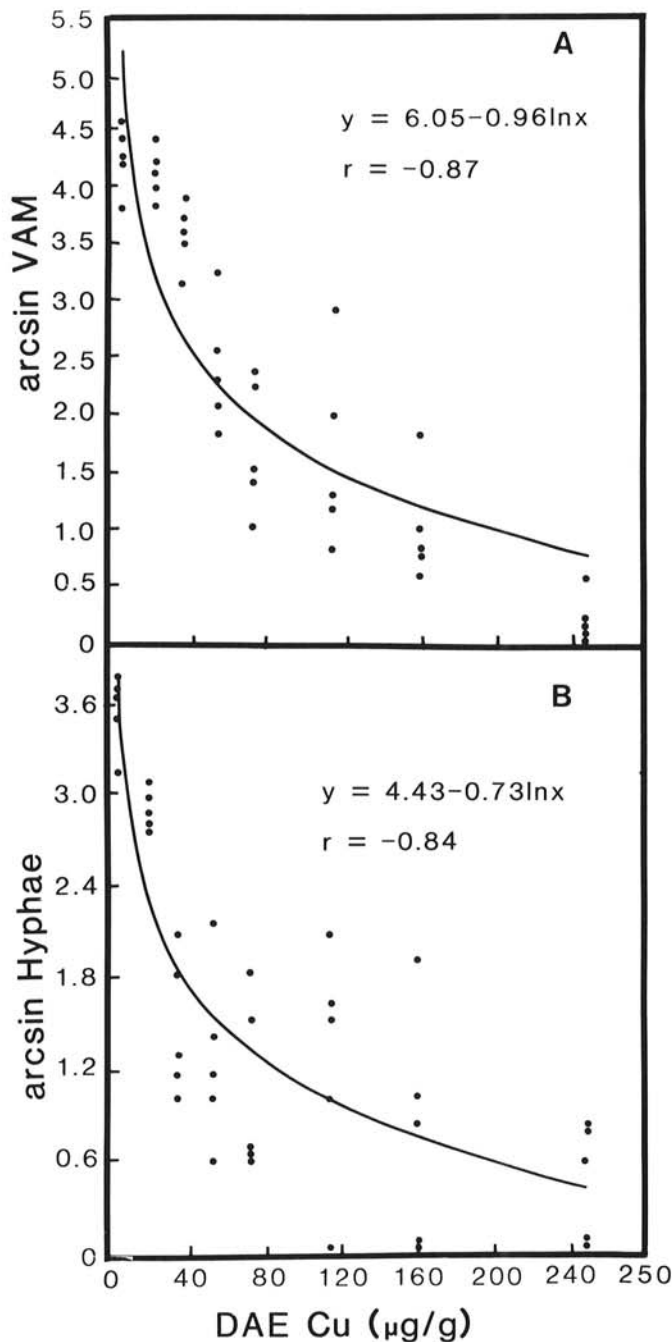 A
5.5
5.0
4.5
4.0
3.5
3.0
2.5
2.0
1.5
1.0
0.5
0
arcsin VAM
y = 6.05-0.96lnx
r = -0.87
B
3.6
3.0
2.4
1.8
1.2
0.6
0
arcsin Hyphae
y = 4.43-0.73lnx
r = -0.84
0 40 80 120 160 200 240 250
DAE Cu (μg/g)